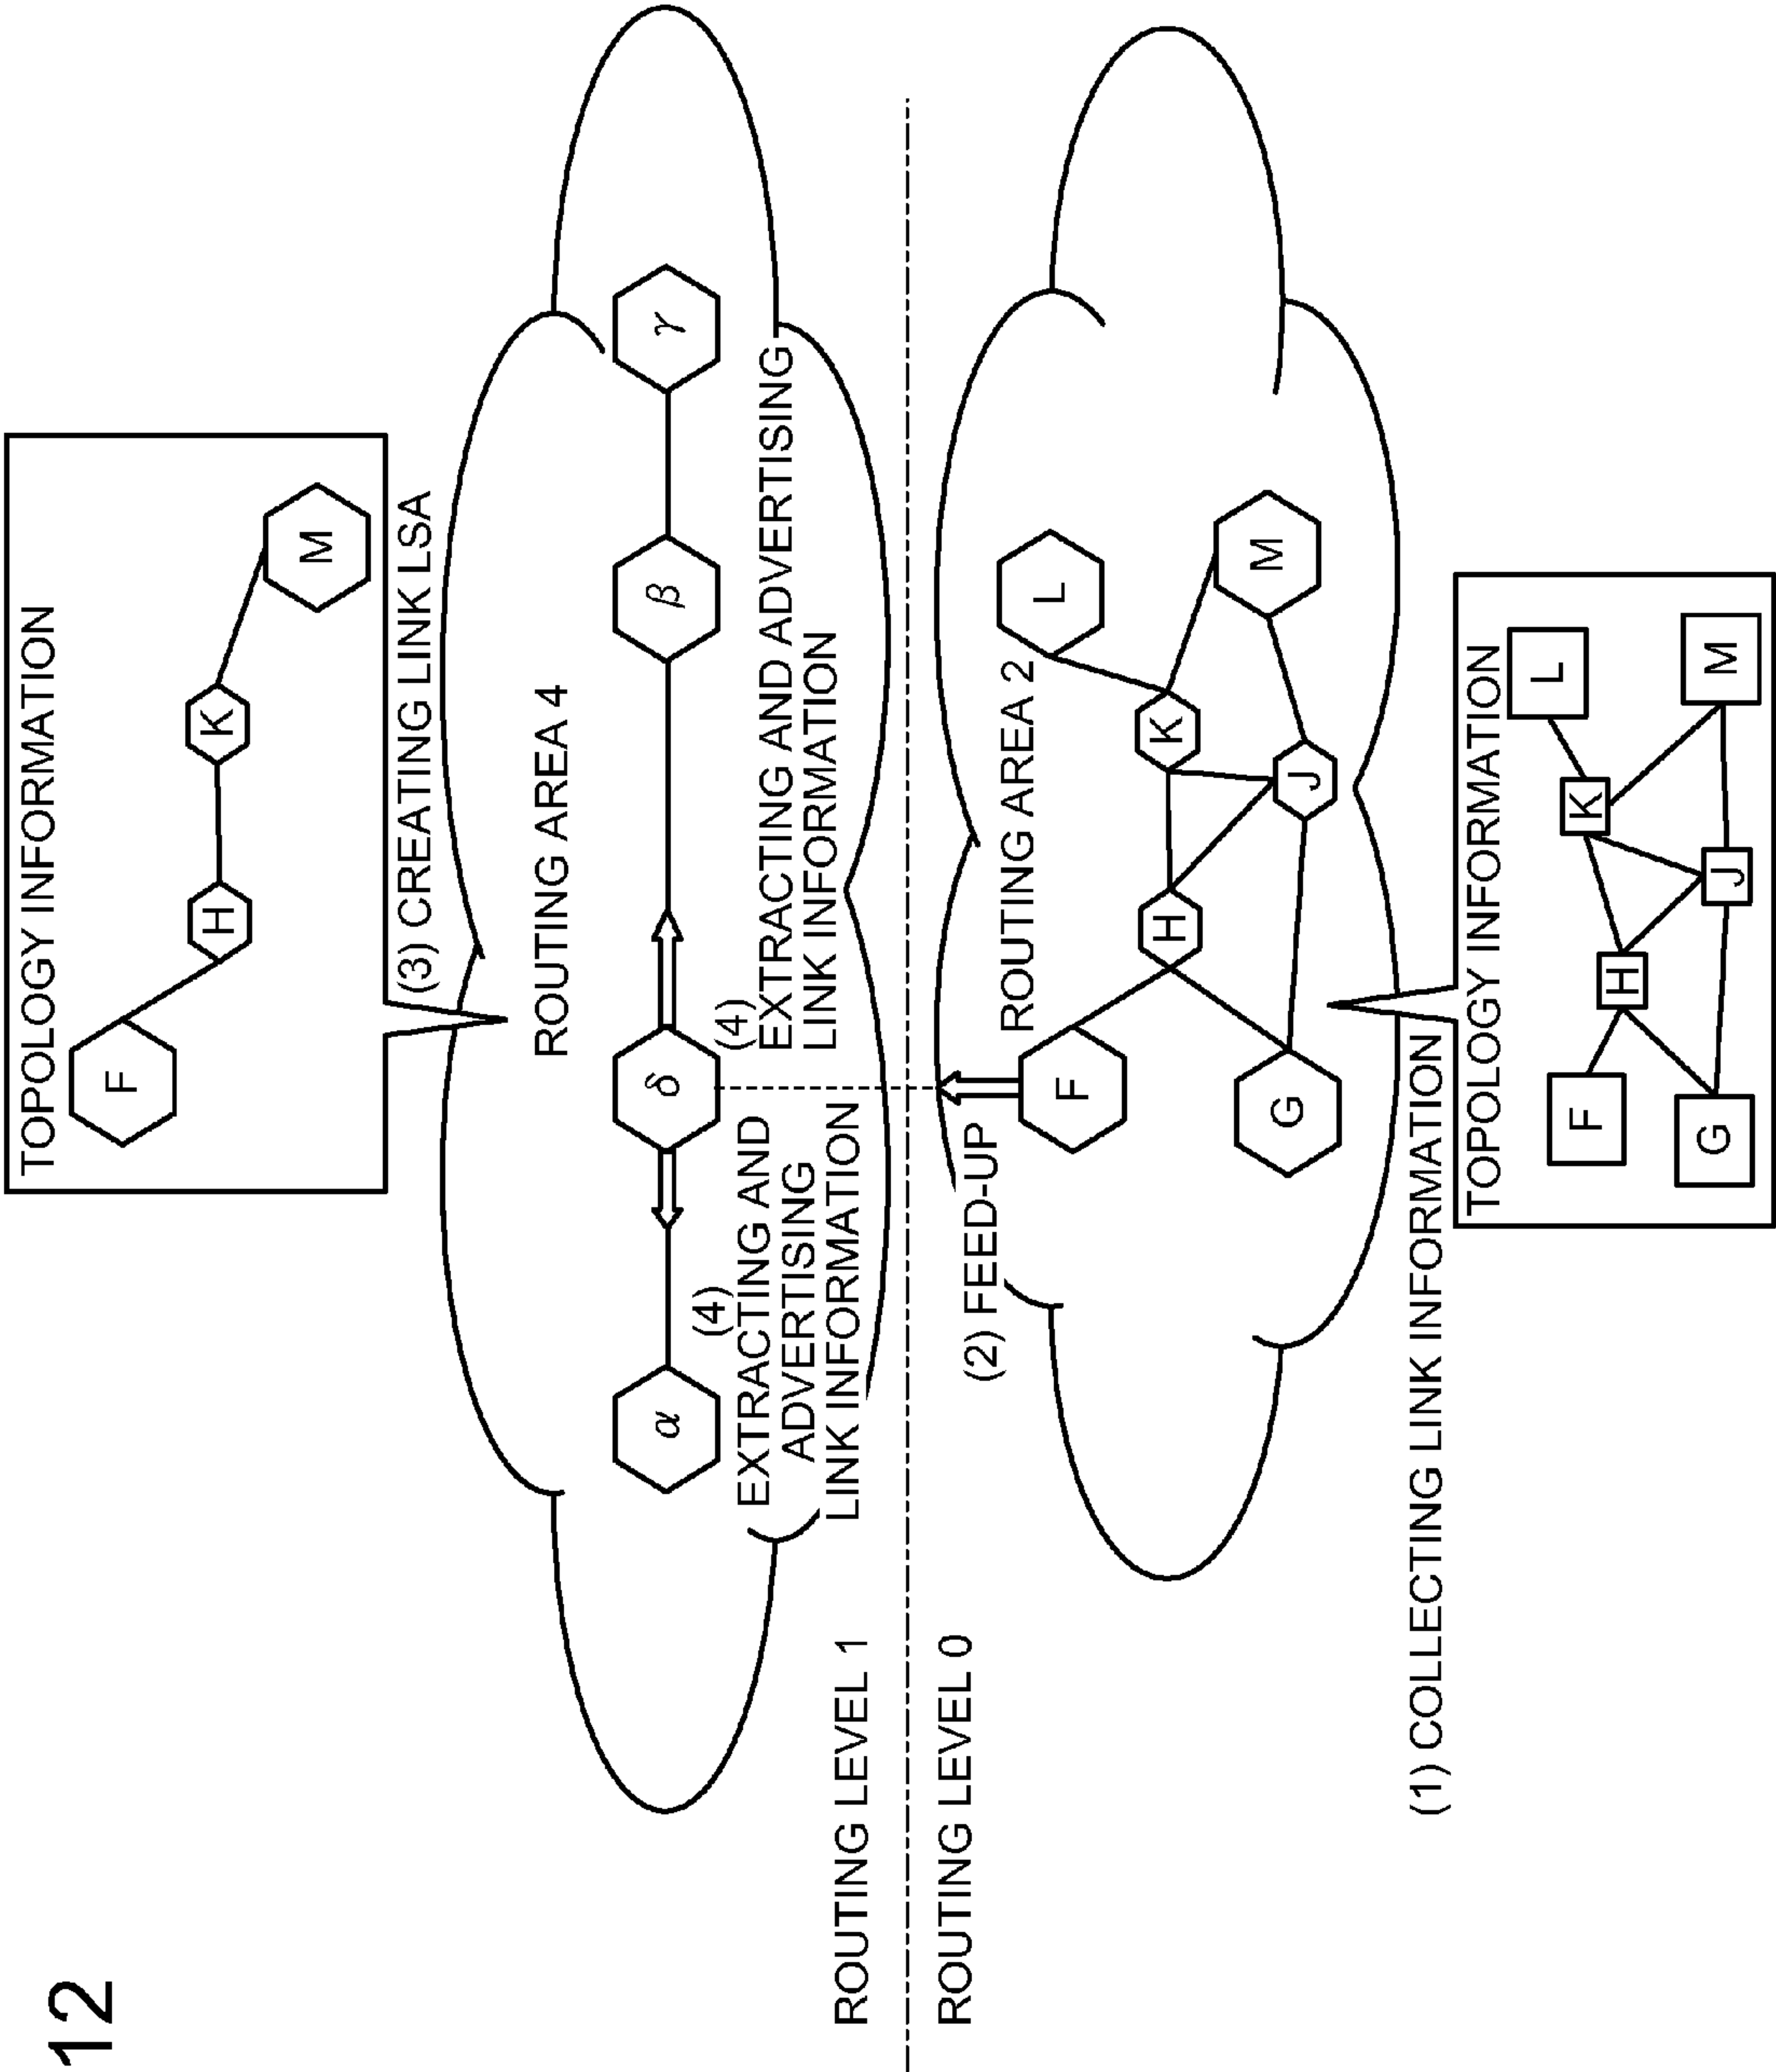 12
TOPOLOGY INFORMATION
F
H
K
M
(3) CREATING LINK LSA
ROUTING AREA 4
α
δ
β
γ
(4)
EXTRACTING AND
ADVERTISING
LINK INFORMATION
(4)
EXTRACTING AND ADVERTISING
LINK INFORMATION
ROUTING LEVEL 1
ROUTING LEVEL 0
(2) FEED-UP
ROUTING AREA 2
F
L
H
K
G
J
M
(1) COLLECTING LINK INFORMATION
TOPOLOGY INFORMATION
F
L
H
K
G
J
M